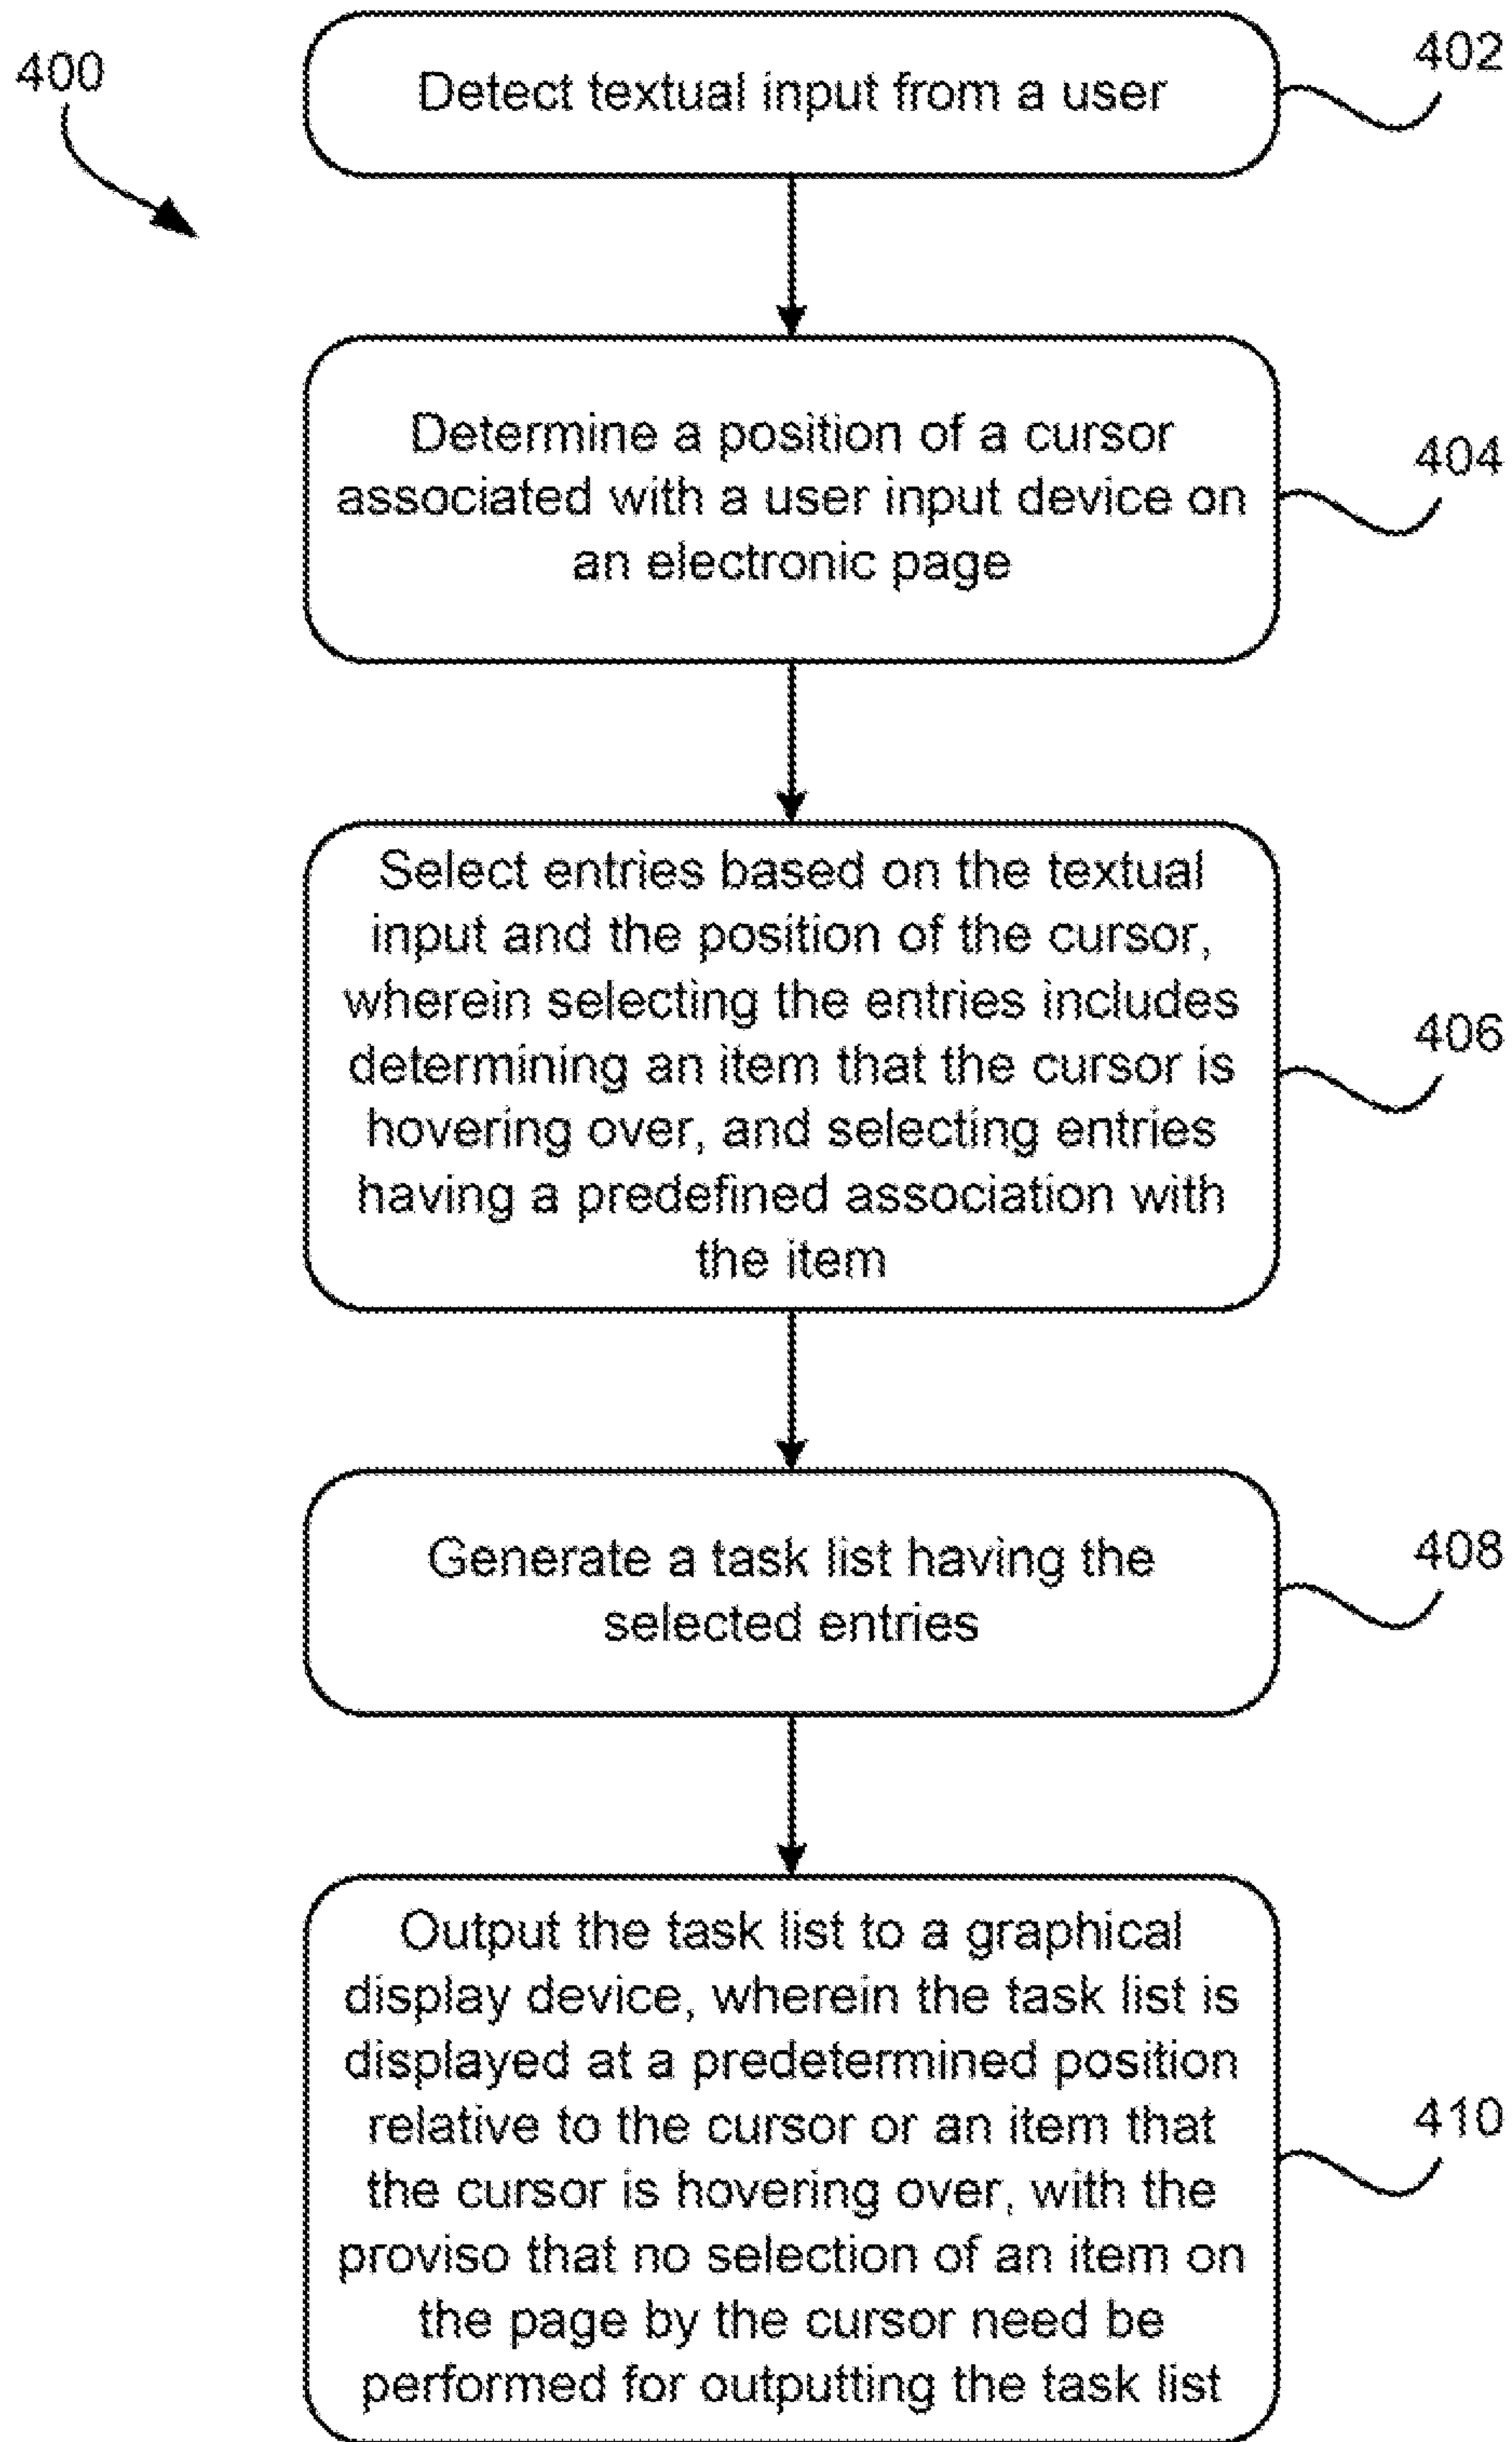 400
Detect textual input from a user
402
Determine a position of a cursor
associated with a user input device on
an electronic page
404
Select entries based on the textual
input and the position of the cursor,
wherein selecting the entries includes
determining an item that the cursor is
hovering over, and selecting entries
having a predefined association with
the item
406
Generate a task list having the
selected entries
408
Output the task list to a graphical
display device, wherein the task list is
displayed at a predetermined position
relative to the cursor or an item that
the cursor is hovering over, with the
proviso that no selection of an item on
the page by the cursor need be
performed for outputting the task list
410